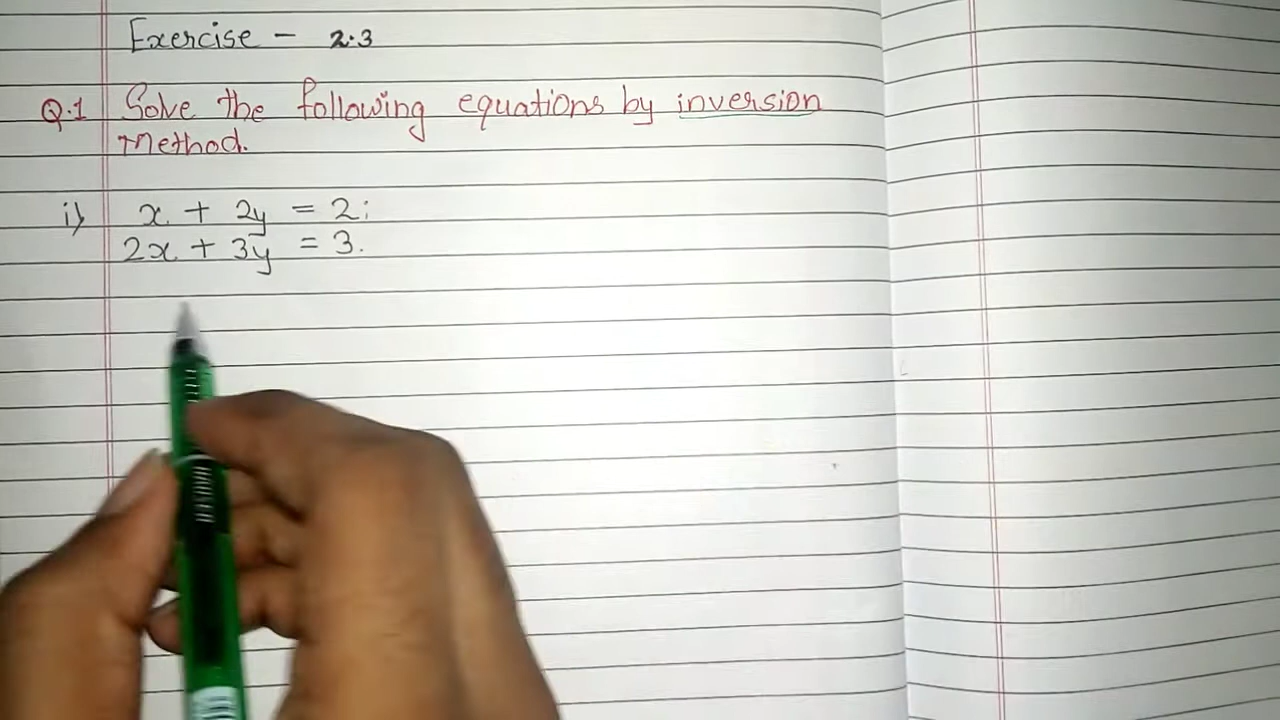 Exercise - 2.3
Q.1 Solve the following equations by inversion
Method.
i) x + 2y = 2;
2x + 3y = 3.